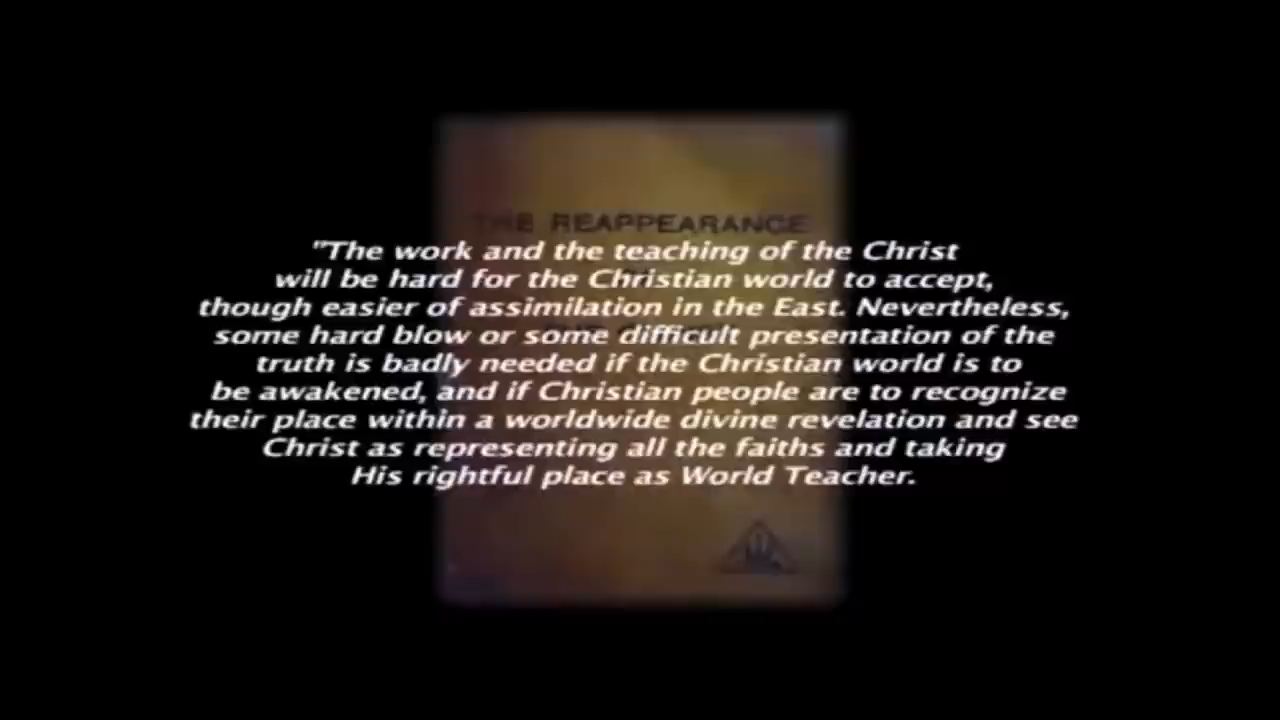 THE REAPPEARANCE
"The work and the teaching of the Christ
will be hard for the Christian world to accept,
though easier of assimilation in the East. Nevertheless,
some hard blow or some difficult presentation of the
truth is badly needed if the Christian world is to
be awakened, and if Christian people are to recognize
their place within a worldwide divine revelation and see
Christ as representing all the faiths and taking
His rightful place as World Teacher.